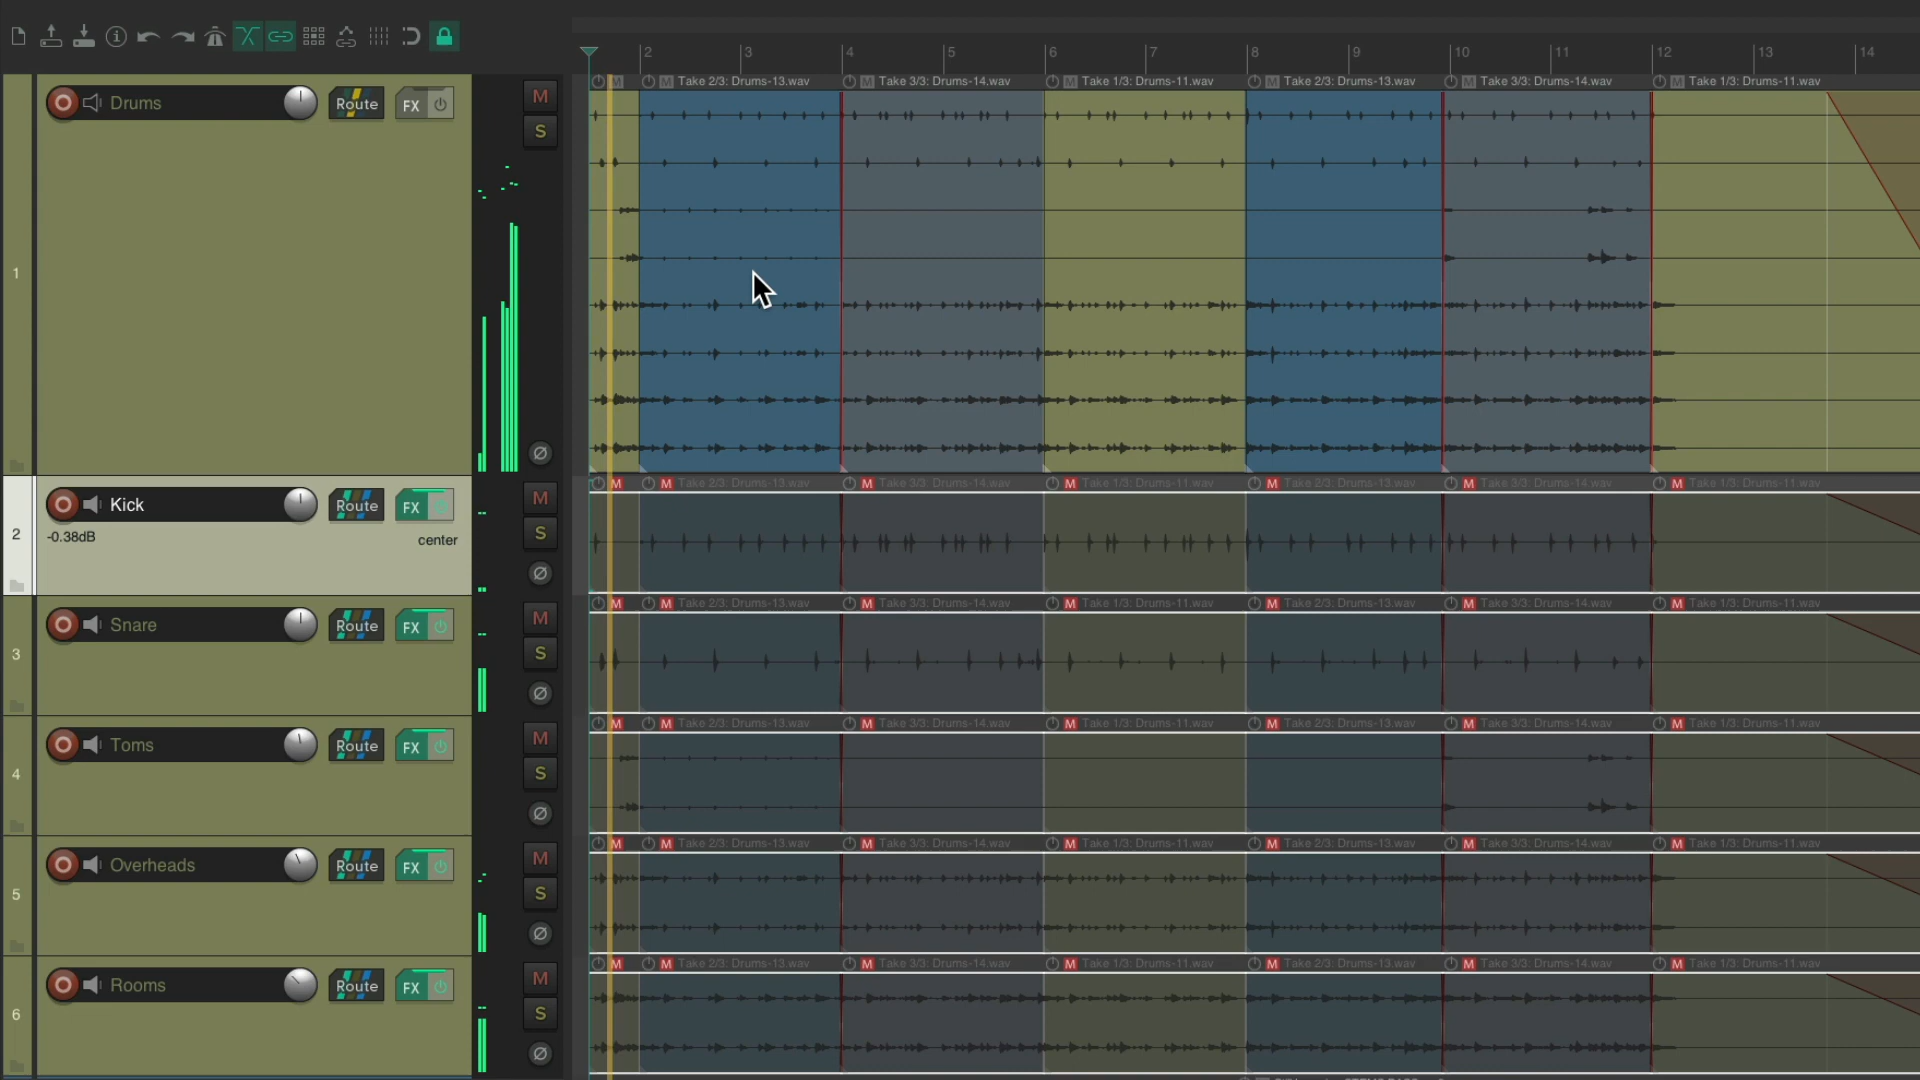 2 3 4 5 6 7 8 9 10 11 12 13 14
M M Take 2/3: Drums-13.wav M Take 3/3: Drums-14.wav M Take 1/3: Drums-11.wav M Take 2/3: Drums-13.wav M Take 3/3: Drums-14.wav M Take 1/3: Drums-11.wav
Drums Route FX M
S
1
Ø
M M Take 2/3: Drums-13.wav M Take 3/3: Drums-14.wav M Take 1/3: Drums-11.wav M Take 2/3: Drums-13.wav M Take 3/3: Drums-14.wav M Take 1/3: Drums-11.wav
Kick Route FX M
2 -0.38dB center S
Ø
M M Take 2/3: Drums-13.wav M Take 3/3: Drums-14.wav M Take 1/3: Drums-11.wav M Take 2/3: Drums-13.wav M Take 3/3: Drums-14.wav M Take 1/3: Drums-11.wav
Snare Route FX M
3 S
Ø
M M Take 2/3: Drums-13.wav M Take 3/3: Drums-14.wav M Take 1/3: Drums-11.wav M Take 2/3: Drums-13.wav M Take 3/3: Drums-14.wav M Take 1/3: Drums-11.wav
Toms Route FX M
4 S
Ø
M M Take 2/3: Drums-13.wav M Take 3/3: Drums-14.wav M Take 1/3: Drums-11.wav M Take 2/3: Drums-13.wav M Take 3/3: Drums-14.wav M Take 1/3: Drums-11.wav
Overheads Route FX M
5 S
Ø
M M Take 2/3: Drums-13.wav M Take 3/3: Drums-14.wav M Take 1/3: Drums-11.wav M Take 2/3: Drums-13.wav M Take 3/3: Drums-14.wav M Take 1/3: Drums-11.wav
Rooms Route FX M
6 S
Ø